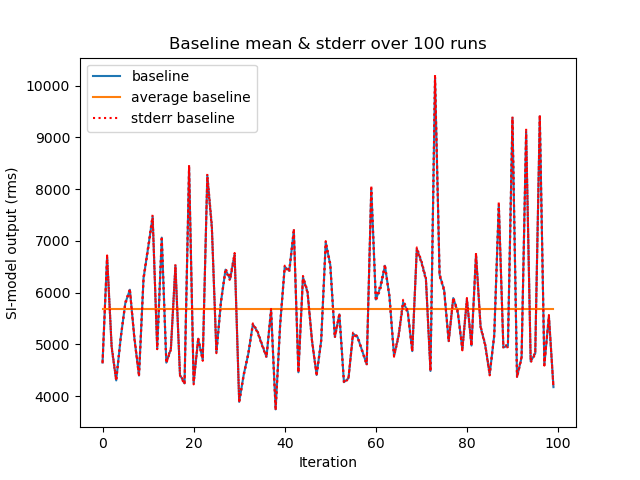 Baseline mean & stderr over 100 runs
baseline
average baseline
stderr baseline
10000
9000
8000
7000
6000
5000
4000
SI-model output (rms)
0
20
40
60
80
100
Iteration